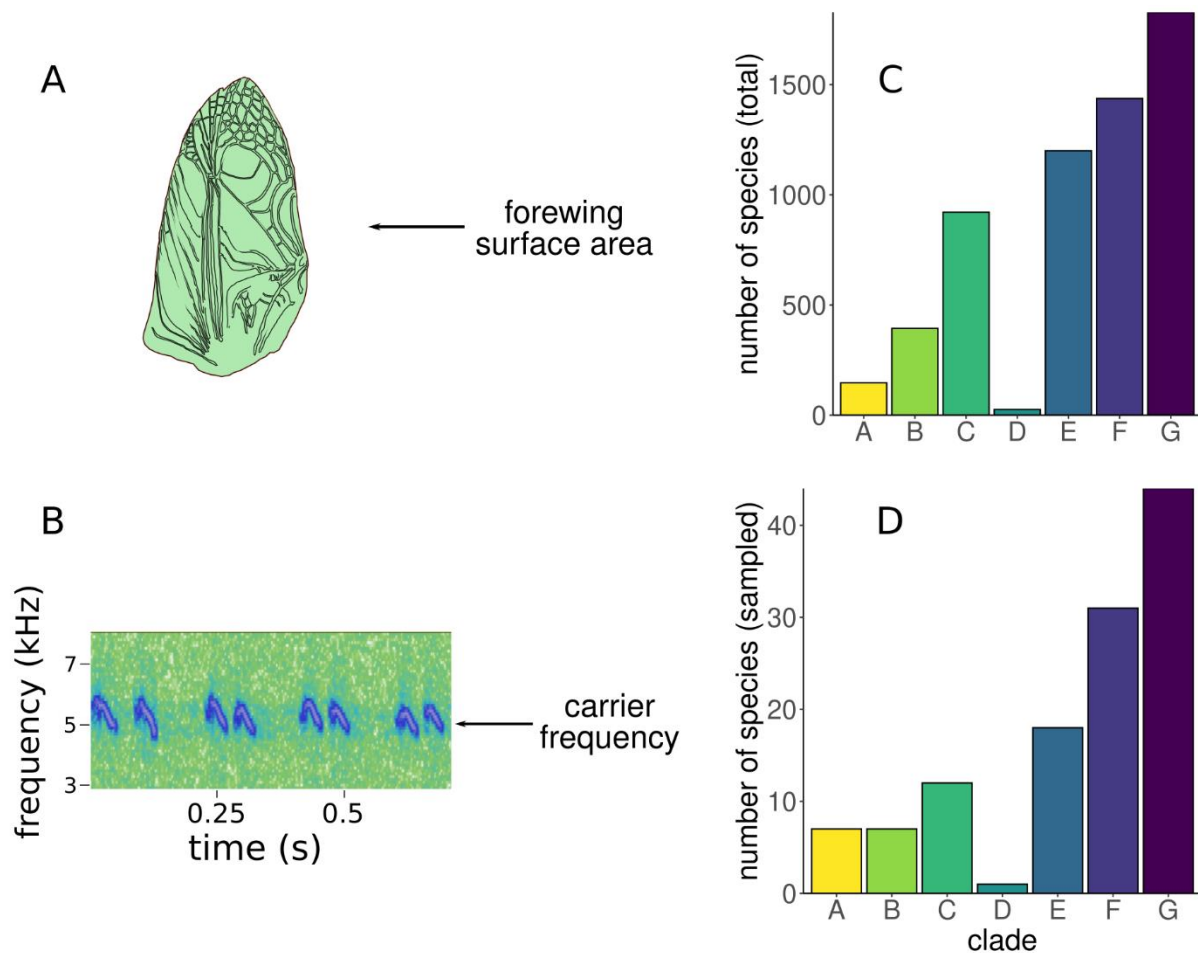 A
forewing
surface area
B
frequency (kHz)
7
5
3
0.25 0.5
time (s)
carrier
frequency
C
number of species (total)
1500
1000
500
0
A B C D E F G
D
number of species (sampled)
40
30
20
10
0
A B C D E F G
clade